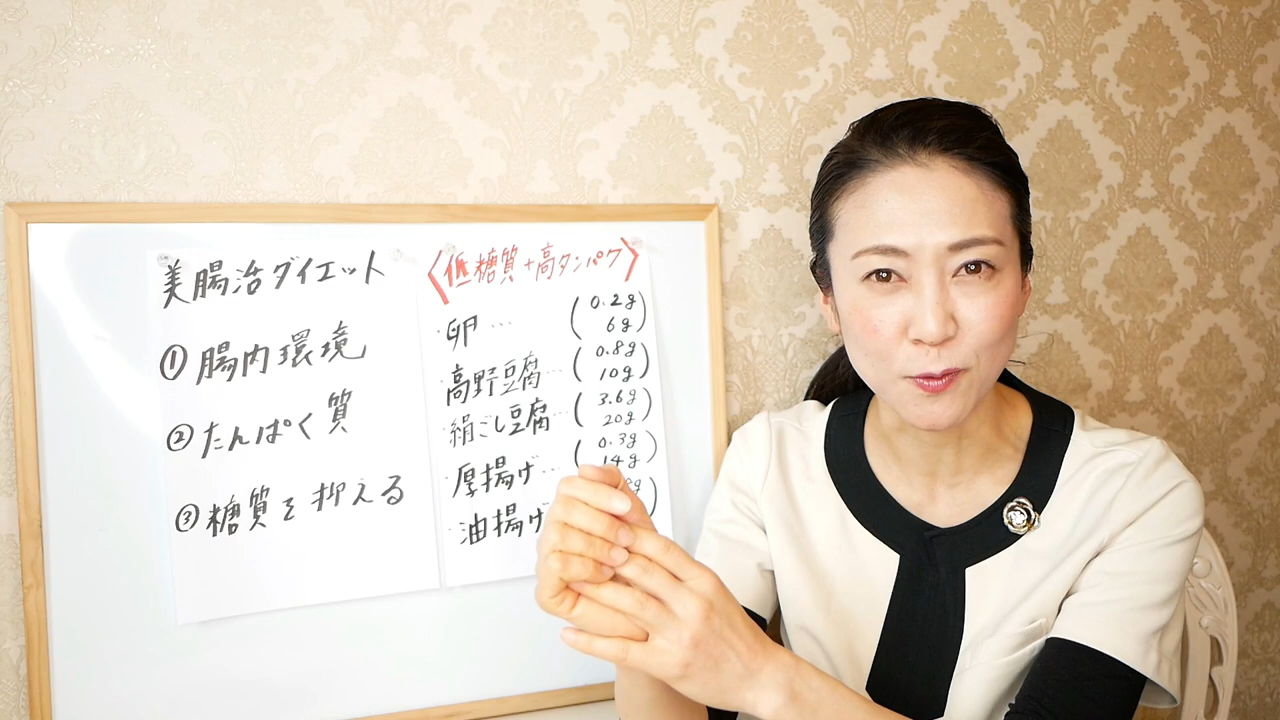 美腸治ダイエット
① 腸内環境
② たんぱく質
③ 糖質を抑える
〈低糖質+高タンパク〉
・卵… (0.2g 6g)
・高野豆腐… (0.8g 10g)
・絹ごし豆腐… (3.6g 20g)
・厚揚げ… (0.3g 14g)
・油揚げ